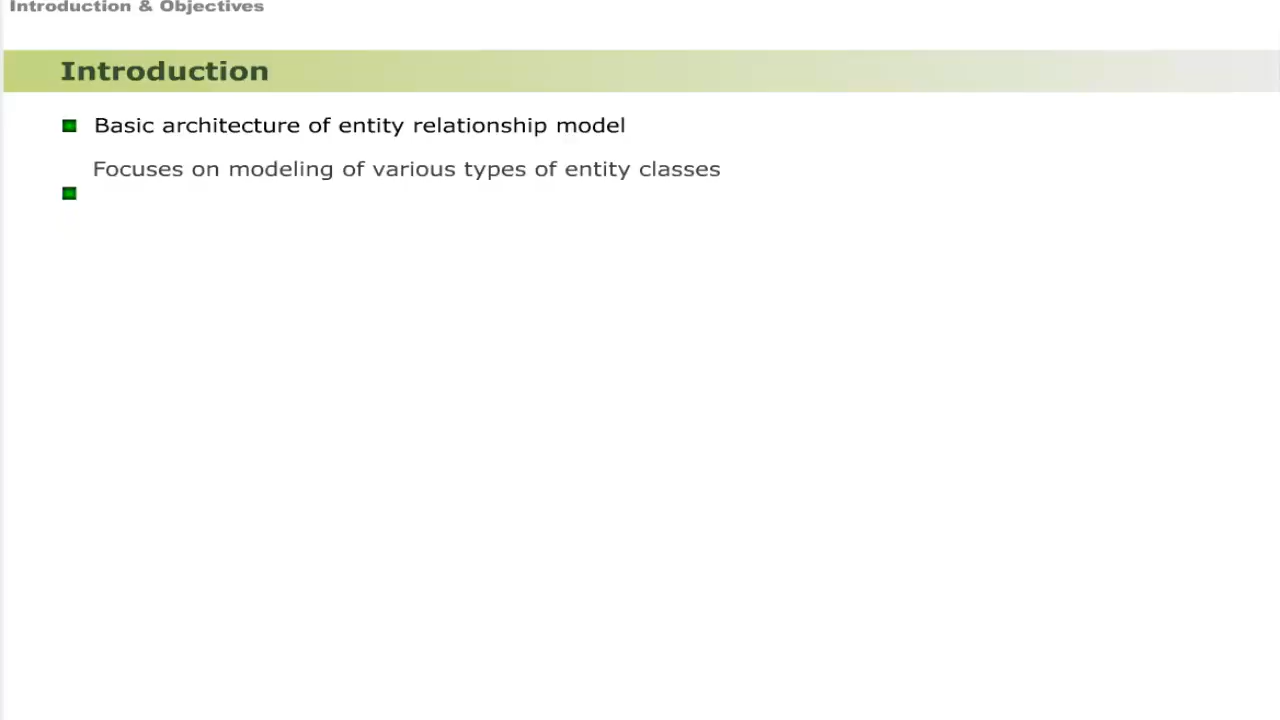 Introduction & Objectives
Introduction
Basic architecture of entity relationship model
Focuses on modeling of various types of entity classes